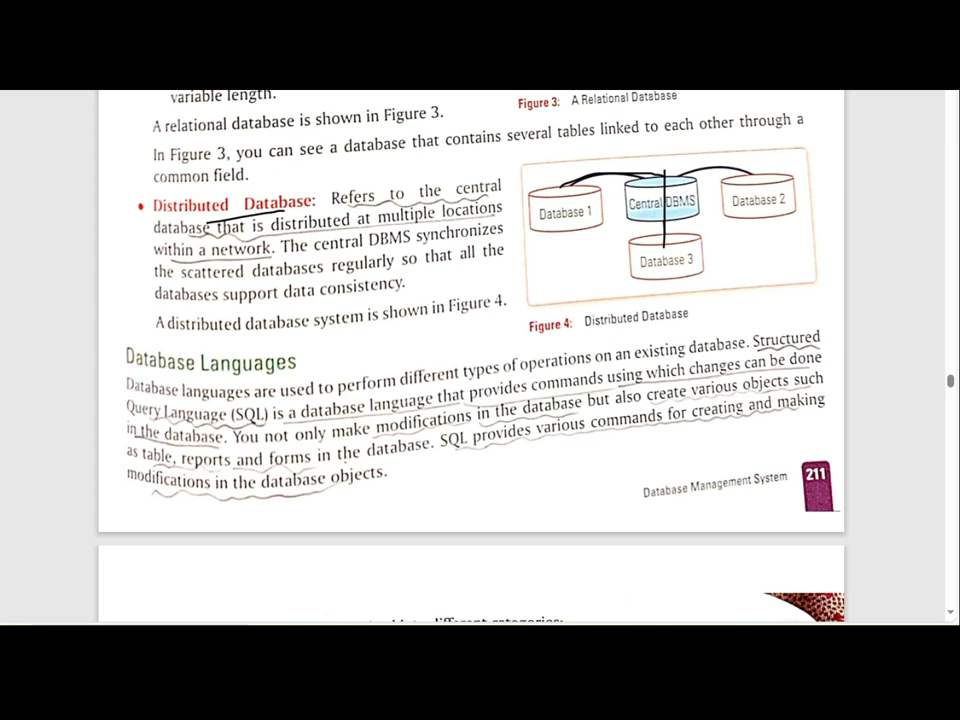 variable length.
Figure 3: A Relational Database
A relational database is shown in Figure 3.
In Figure 3, you can see a database that contains several tables linked to each other through a
common field.
• Distributed Database: Refers to the central
database that is distributed at multiple locations
within a network. The central DBMS synchronizes
the scattered databases regularly so that all the
databases support data consistency.
A distributed database system is shown in Figure 4.
Database 1
Central DBMS
Database 2
Database 3
Figure 4: Distributed Database
Database Languages
Database languages are used to perform different types of operations on an existing database. Structured
Query Language (SQL) is a database language that provides commands using which changes can be done
in the database. You not only make modifications in the database but also create various objects such
as table, reports and forms in the database. SQL provides various commands for creating and making
modifications in the database objects.
Database Management System 211
different categories: